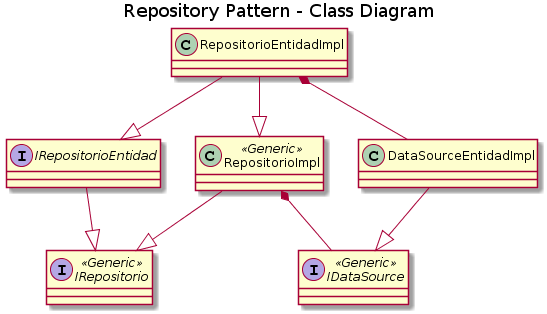 Repository Pattern - Class Diagram
C RepositorioEntidadImpl
I IRepositorioEntidad
C «Generic»
RepositorioImpl
C DataSourceEntidadImpl
I «Generic»
IRepositorio
I «Generic»
IDataSource